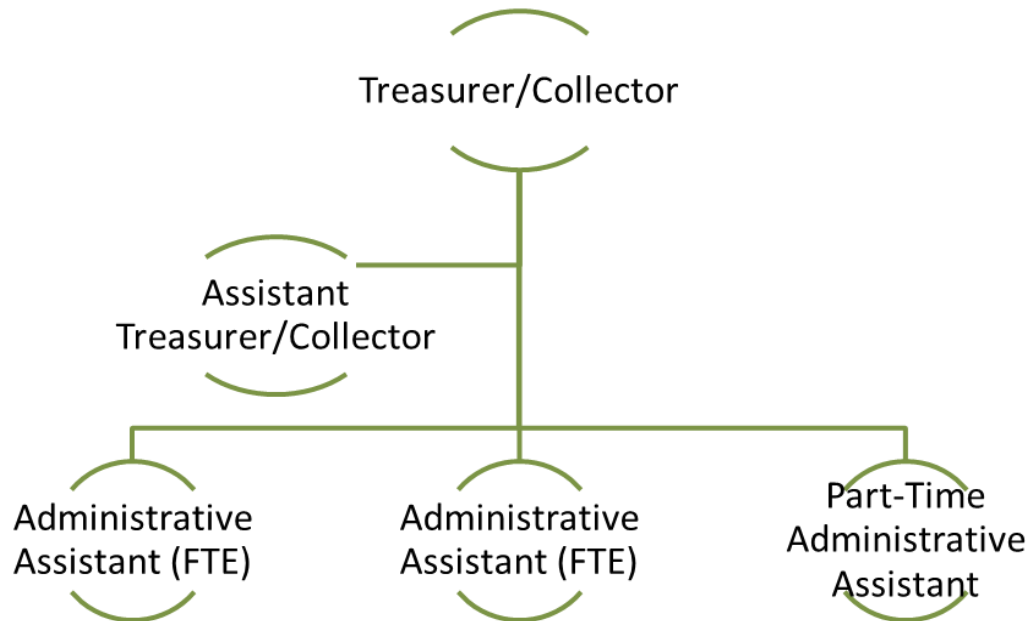 Treasurer/Collector
Assistant
Treasurer/Collector
Administrative
Assistant (FTE)
Administrative
Assistant (FTE)
Part-Time
Administrative
Assistant